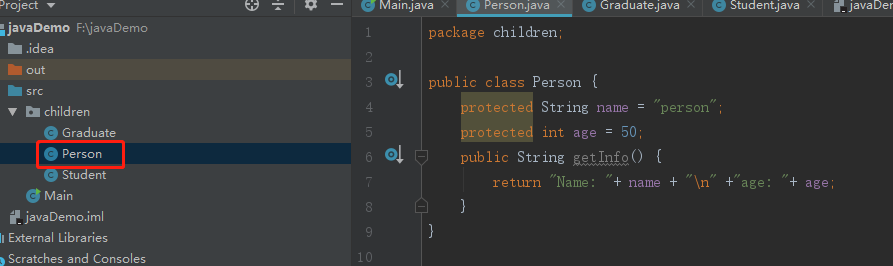 Project
javaDemo F:\javaDemo
.idea
out
src
children
Graduate
Person
Student
Main
javaDemo.iml
External Libraries
Scratches and Consoles
Main.java Person.java Graduate.java Student.java javaDem
1 package children;
2
3 public class Person {
4 protected String name = "person";
5 protected int age = 50;
6 public String getInfo() {
7 return "Name: "+ name + "\n" +"age: "+ age;
8 }
9 }
10